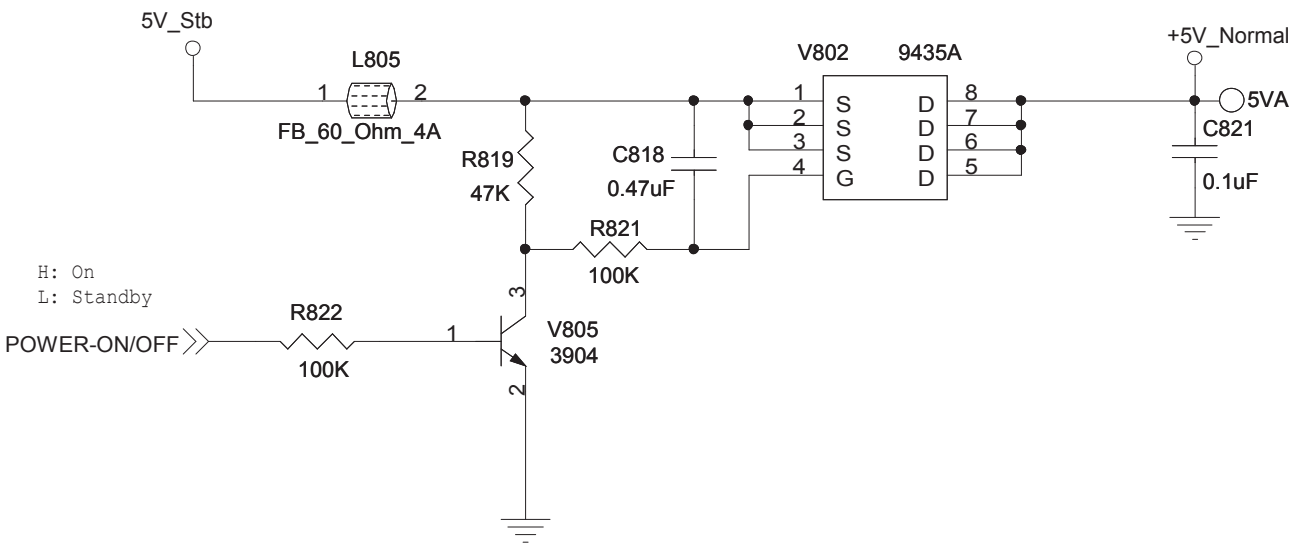 5V_Stb
+5V_Normal
L805
V802 9435A
1 2
1 S D 8
5VA
2 S D 7
3 S D 6
4 G D 5
FB_60_Ohm_4A
C821
0.1uF
R819
47K
C818
0.47uF
R821
100K
H: On
L: Standby
R822
3
POWER-ON/OFF
100K
1
V805
3904
2